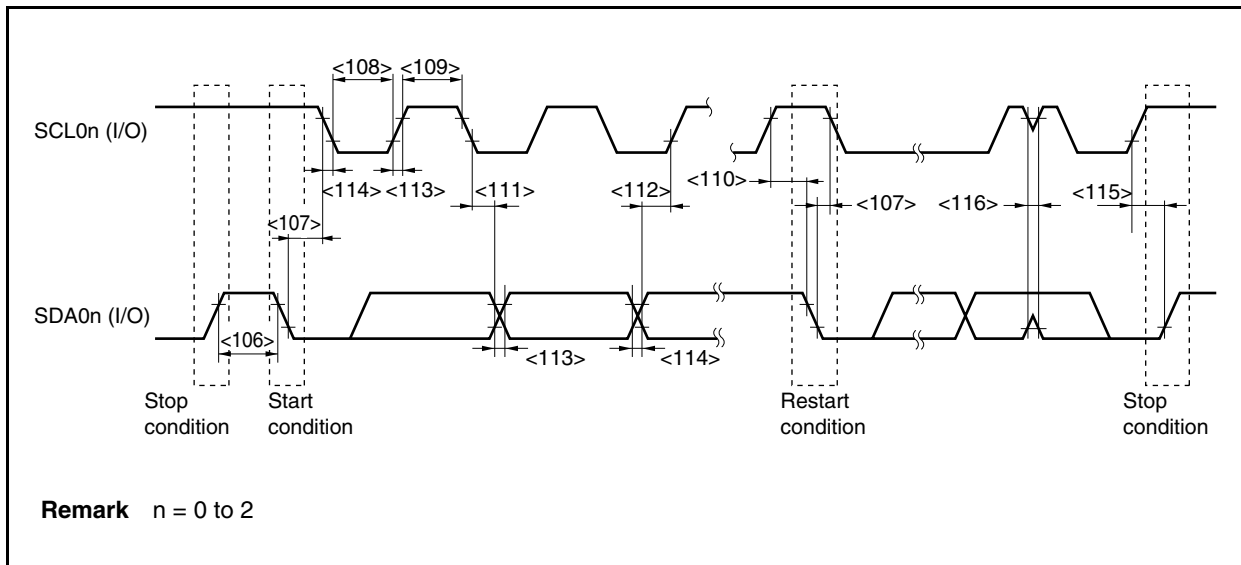 <108> <109>
SCL0n (I/O)
<114> <113> <111> <112> <110> <107> <116> <115>
<107>
SDA0n (I/O)
<106> <113> <114>
Stop condition
Start condition
Restart condition
Stop condition
Remark n = 0 to 2